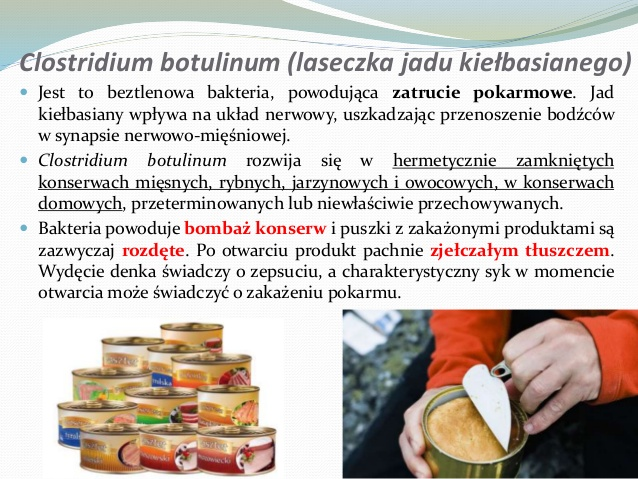 Clostridium botulinum (laseczka jadu kiełbasianego)
Jest to beztlenowa bakteria, powodująca zatrucie pokarmowe. Jad
kiełbasiany wpływa na układ nerwowy, uszkadzając przenoszenie bodźców
w synapsie nerwowo-mięśniowej.
Clostridium botulinum rozwija się w hermetycznie zamkniętych
konserwach mięsnych, rybnych, jarzynowych i owocowych, w konserwach
domowych, przeterminowanych lub niewłaściwie przechowywanych.
Bakteria powoduje bombaż konserw i puszki z zakażonymi produktami są
zazwyczaj rozdęte. Po otwarciu produkt pachnie zjełczałym tłuszczem.
Wydęcie denka świadczy o zepsuciu, a charakterystyczny syk w momencie
otwarcia może świadczyć o zakażeniu pokarmu.